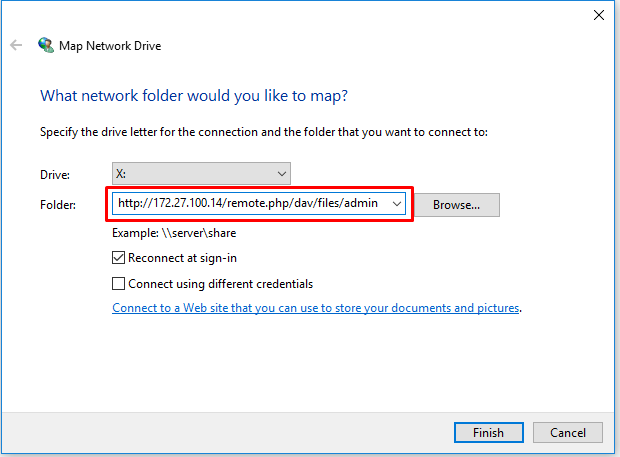 Map Network Drive
What network folder would you like to map?
Specify the drive letter for the connection and the folder that you want to connect to:
Drive: X:
Folder: http://172.27.100.14/remote.php/dav/files/admin Browse...
Example: \\server\share
Reconnect at sign-in
Connect using different credentials
Connect to a Web site that you can use to store your documents and pictures.
Finish Cancel